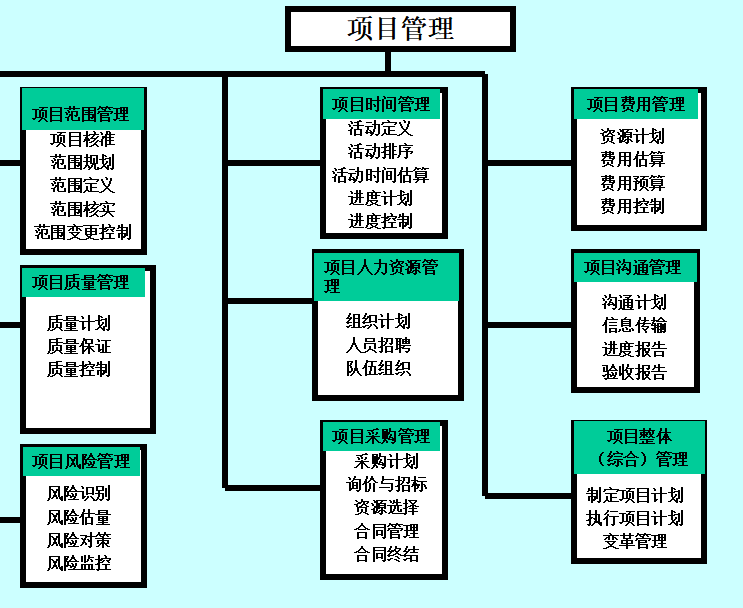 项目管理
项目范围管理
项目核准
范围规划
范围定义
范围核实
范围变更控制
项目时间管理
活动定义
活动排序
活动时间估算
进度计划
进度控制
项目费用管理
资源计划
费用估算
费用预算
费用控制
项目质量管理
质量计划
质量保证
质量控制
项目人力资源管
理
组织计划
人员招聘
队伍组织
项目沟通管理
沟通计划
信息传输
进度报告
验收报告
项目风险管理
风险识别
风险估量
风险对策
风险监控
项目采购管理
采购计划
询价与招标
资源选择
合同管理
合同终结
项目整体
（综合）管理
制定项目计划
执行项目计划
变革管理